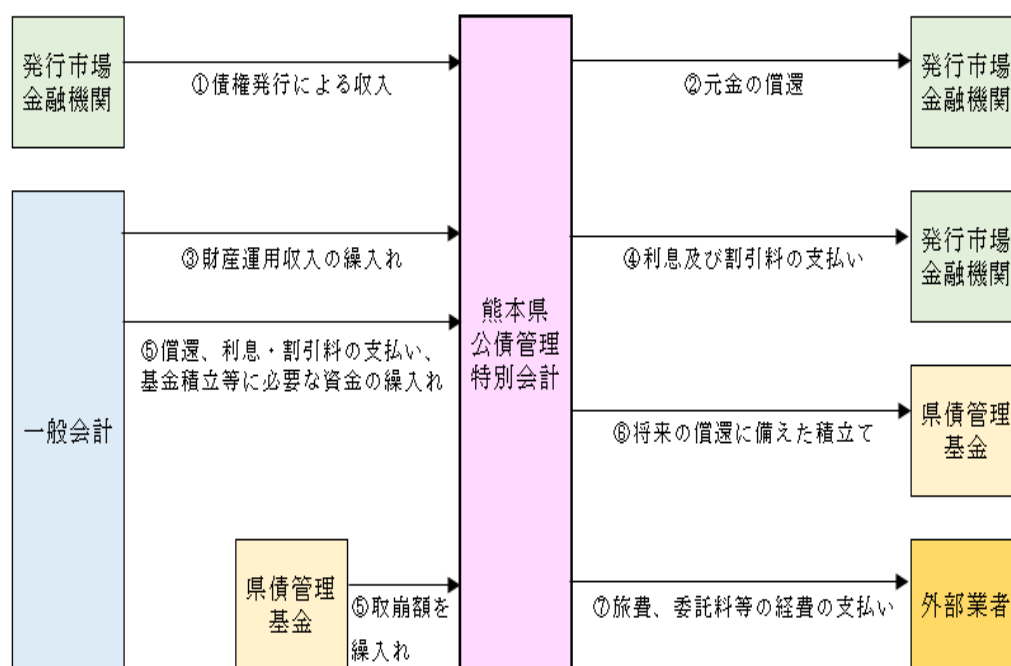 発行市場
金融機関
①債権発行による収入
②元金の償還
発行市場
金融機関
③財産運用収入の繰入れ
④利息及び割引料の支払い
発行市場
金融機関
熊本県
公債管理
特別会計
⑤償還、利息・割引料の支払い、
基金積立等に必要な資金の繰入れ
一般会計
⑥将来の償還に備えた積立て
県債管理
基金
県債管理
基金
⑤取崩額を
繰入れ
⑦旅費、委託料等の経費の支払い
外部業者